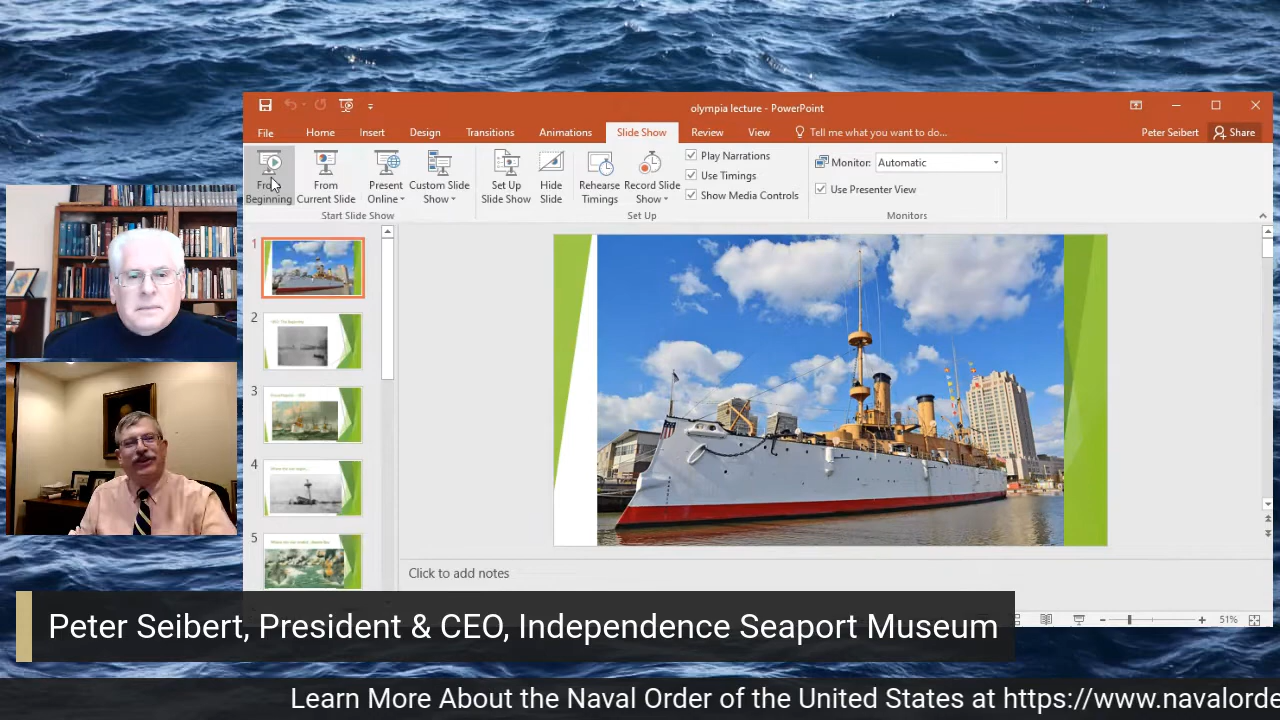 olympia lecture - PowerPoint
File Home Insert Design Transitions Animations Slide Show Review View Tell me what you want to do... Peter Seibert Share
From Beginning
From Current Slide
Present Online
Custom Slide Show
Set Up Slide Show
Hide Slide
Rehearse Timings
Record Slide Show
Play Narrations
Use Timings
Show Media Controls
Monitor: Automatic
Use Presenter View
Start Slide Show
Set Up
Monitors
1
2
3
4
5
Click to add notes
51%
Peter Seibert, President & CEO, Independence Seaport Museum
Learn More About the Naval Order of the United States at https://www.navalorde